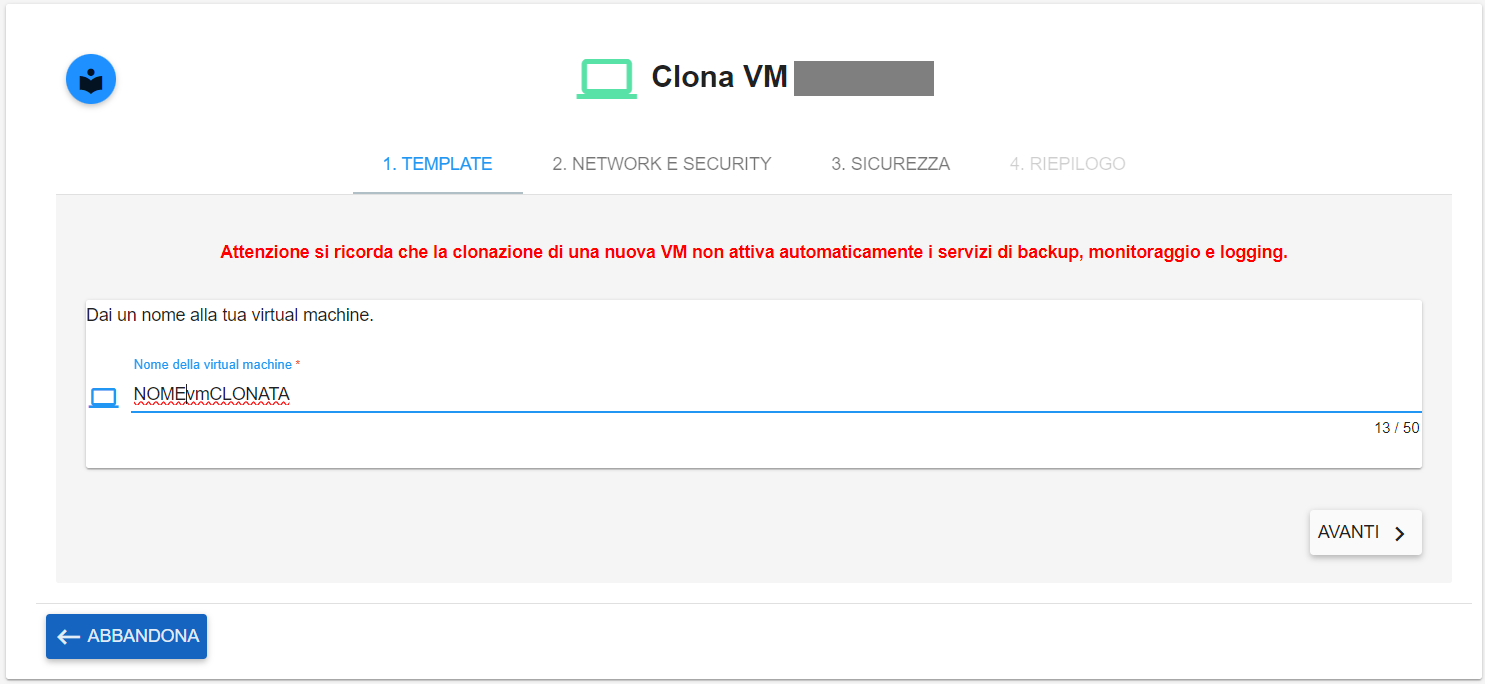 Clona VM
1. TEMPLATE 2. NETWORK E SECURITY 3. SICUREZZA 4. RIEPILOGO
Attenzione si ricorda che la clonazione di una nuova VM non attiva automaticamente i servizi di backup, monitoraggio e logging.
Dai un nome alla tua virtual machine.
Nome della virtual machine *
NOMEvmCLONATA
13 / 50
AVANTI
ABBANDONA